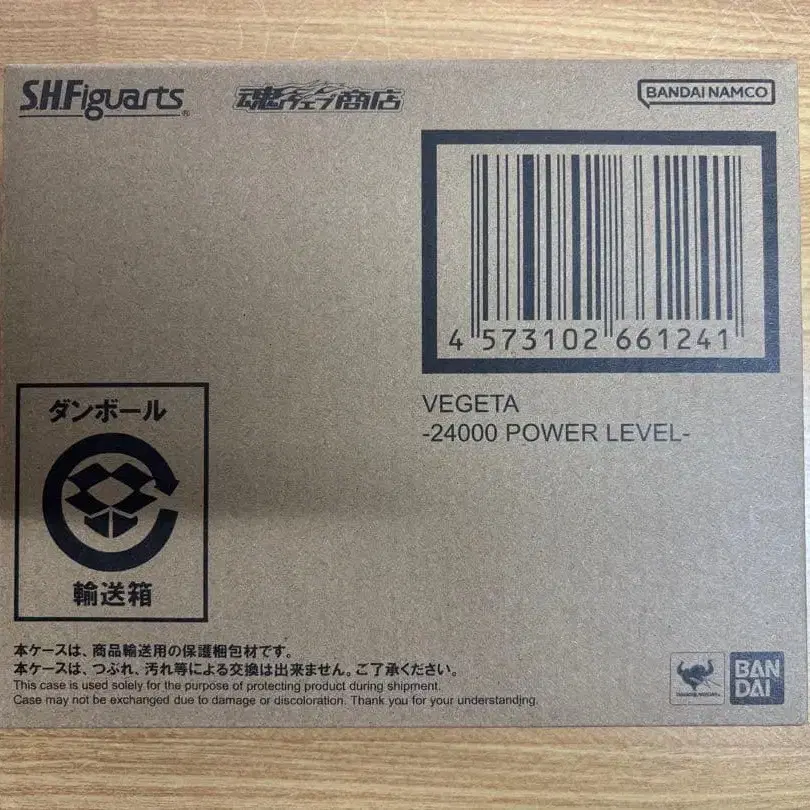 S.H.Figuarts®
魂ウェブ商店
BANDAI NAMCO
4 573102 661241
VEGETA
-24000 POWER LEVEL-
ダンボール
輸送箱
本ケースは、商品輸送用の保護梱包材です。
本ケースは、つぶれ、汚れ等による交換は出来ません。ご了承ください。
This case is used solely for the purpose of protecting product during shipment.
Case may not be exchanged due to damage or discoloration. Thank you for your understanding.
BAN
DAI